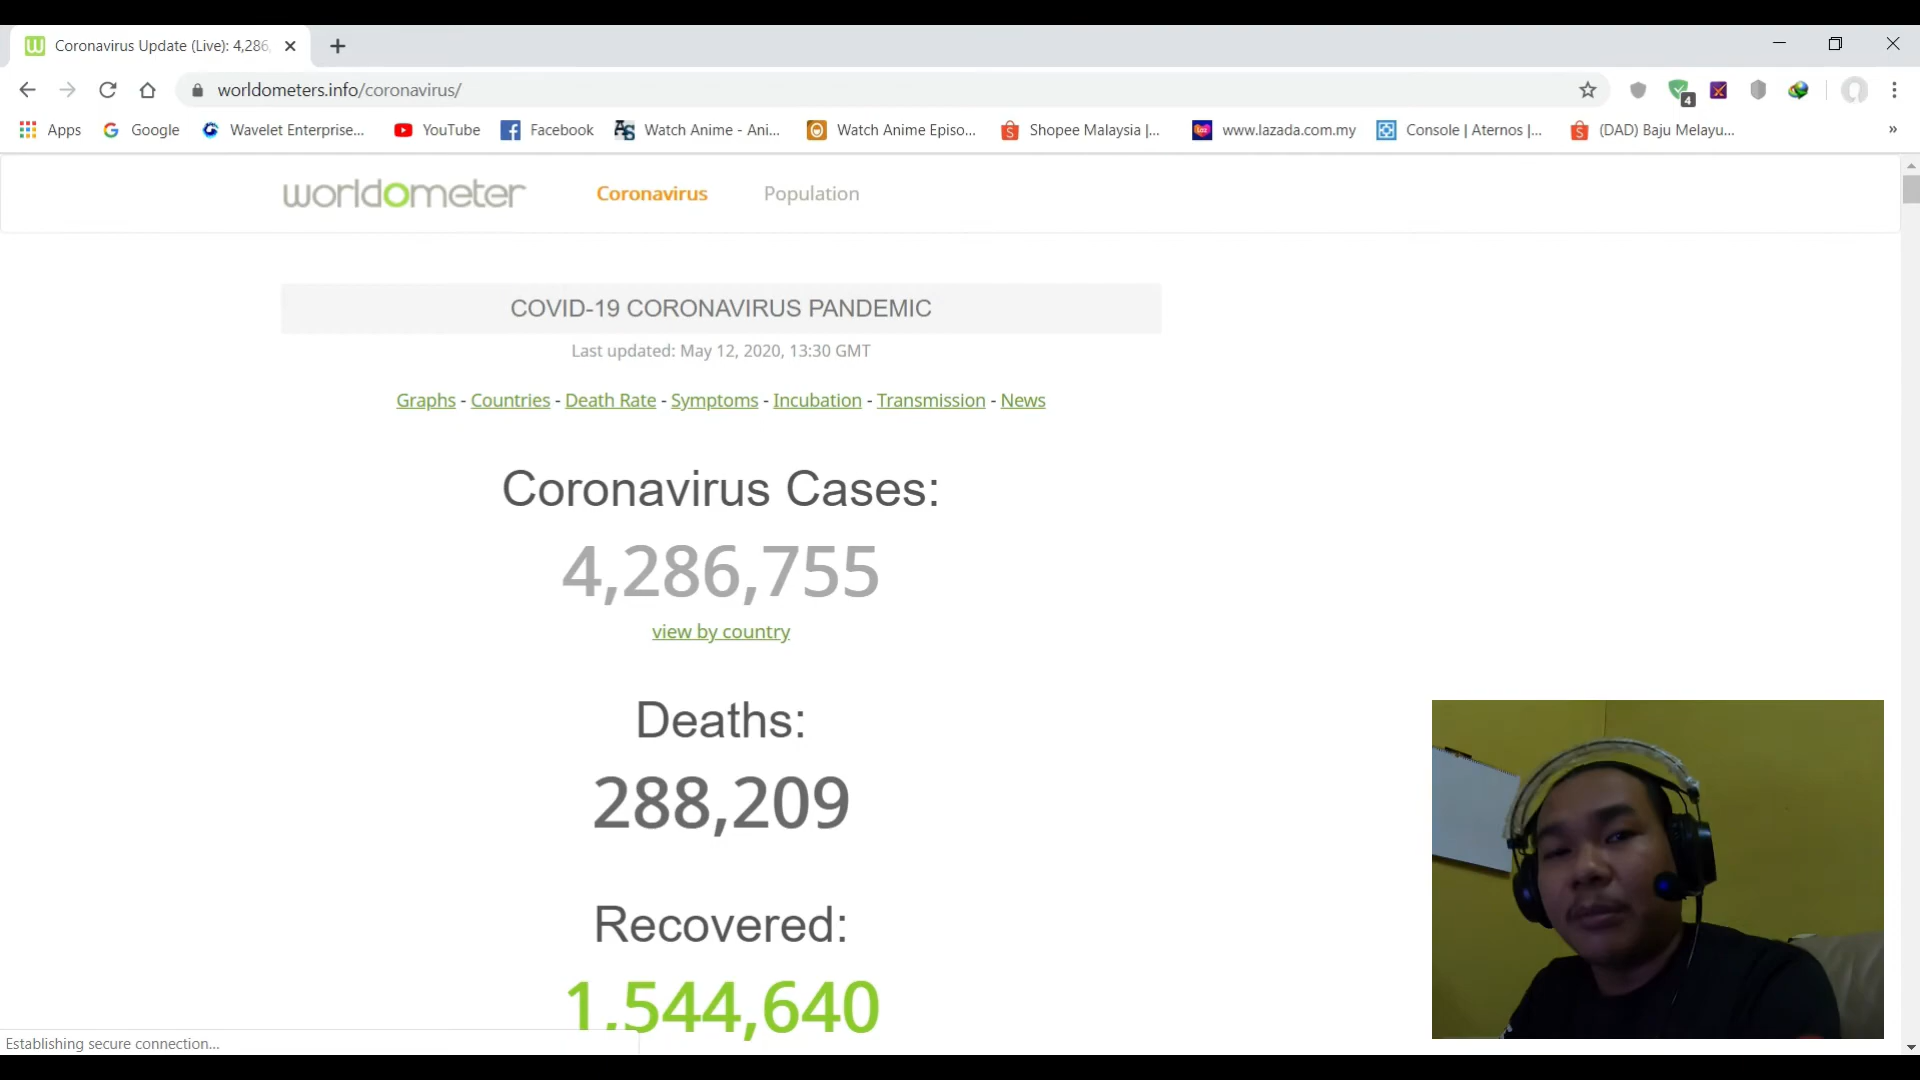 Coronavirus Update (Live): 4,286,
worldometers.info/coronavirus/
4
Apps Google Wavelet Enterprise... YouTube Facebook Watch Anime - Ani... Watch Anime Episo... Shopee Malaysia |... www.lazada.com.my Console | Aternos |... (DAD) Baju Melayu... »
worldometer Coronavirus Population
COVID-19 CORONAVIRUS PANDEMIC
Last updated: May 12, 2020, 13:30 GMT
Graphs - Countries - Death Rate - Symptoms - Incubation - Transmission - News
Coronavirus Cases:
4,286,755
view by country
Deaths:
288,209
Recovered:
1,544,640
Establishing secure connection...